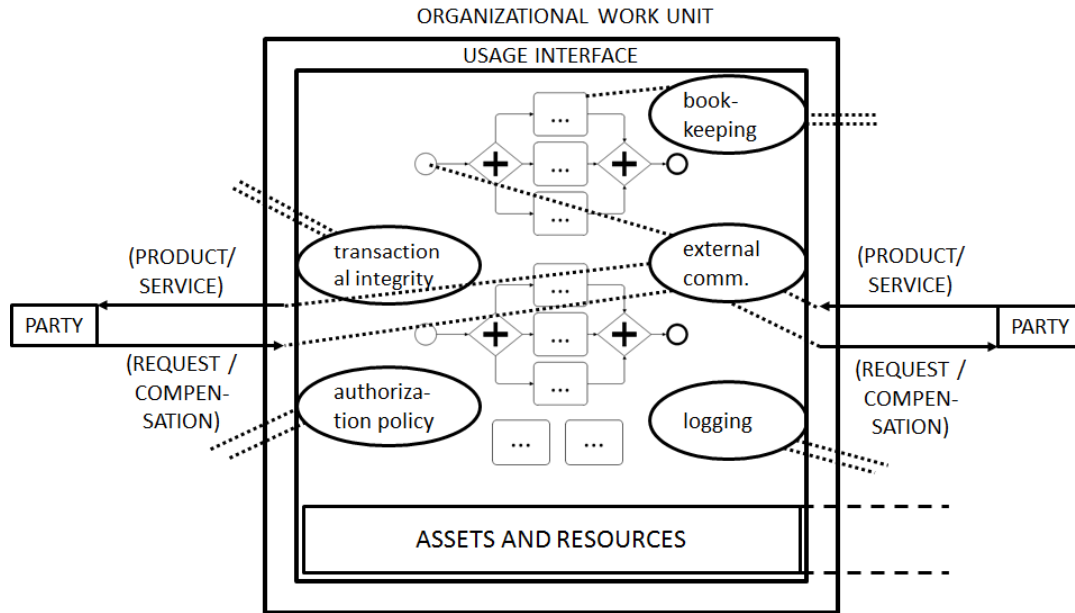 ORGANIZATIONAL WORK UNIT
USAGE INTERFACE
...
book-
keeping
...
...
transaction
al integrity
external
comm.
(PRODUCT/
SERVICE)
(PRODUCT/
SERVICE)
...
PARTY
...
PARTY
(REQUEST /
COMPEN-
SATION)
(REQUEST /
COMPEN-
SATION)
...
authoriza-
tion policy
logging
...
...
ASSETS AND RESOURCES